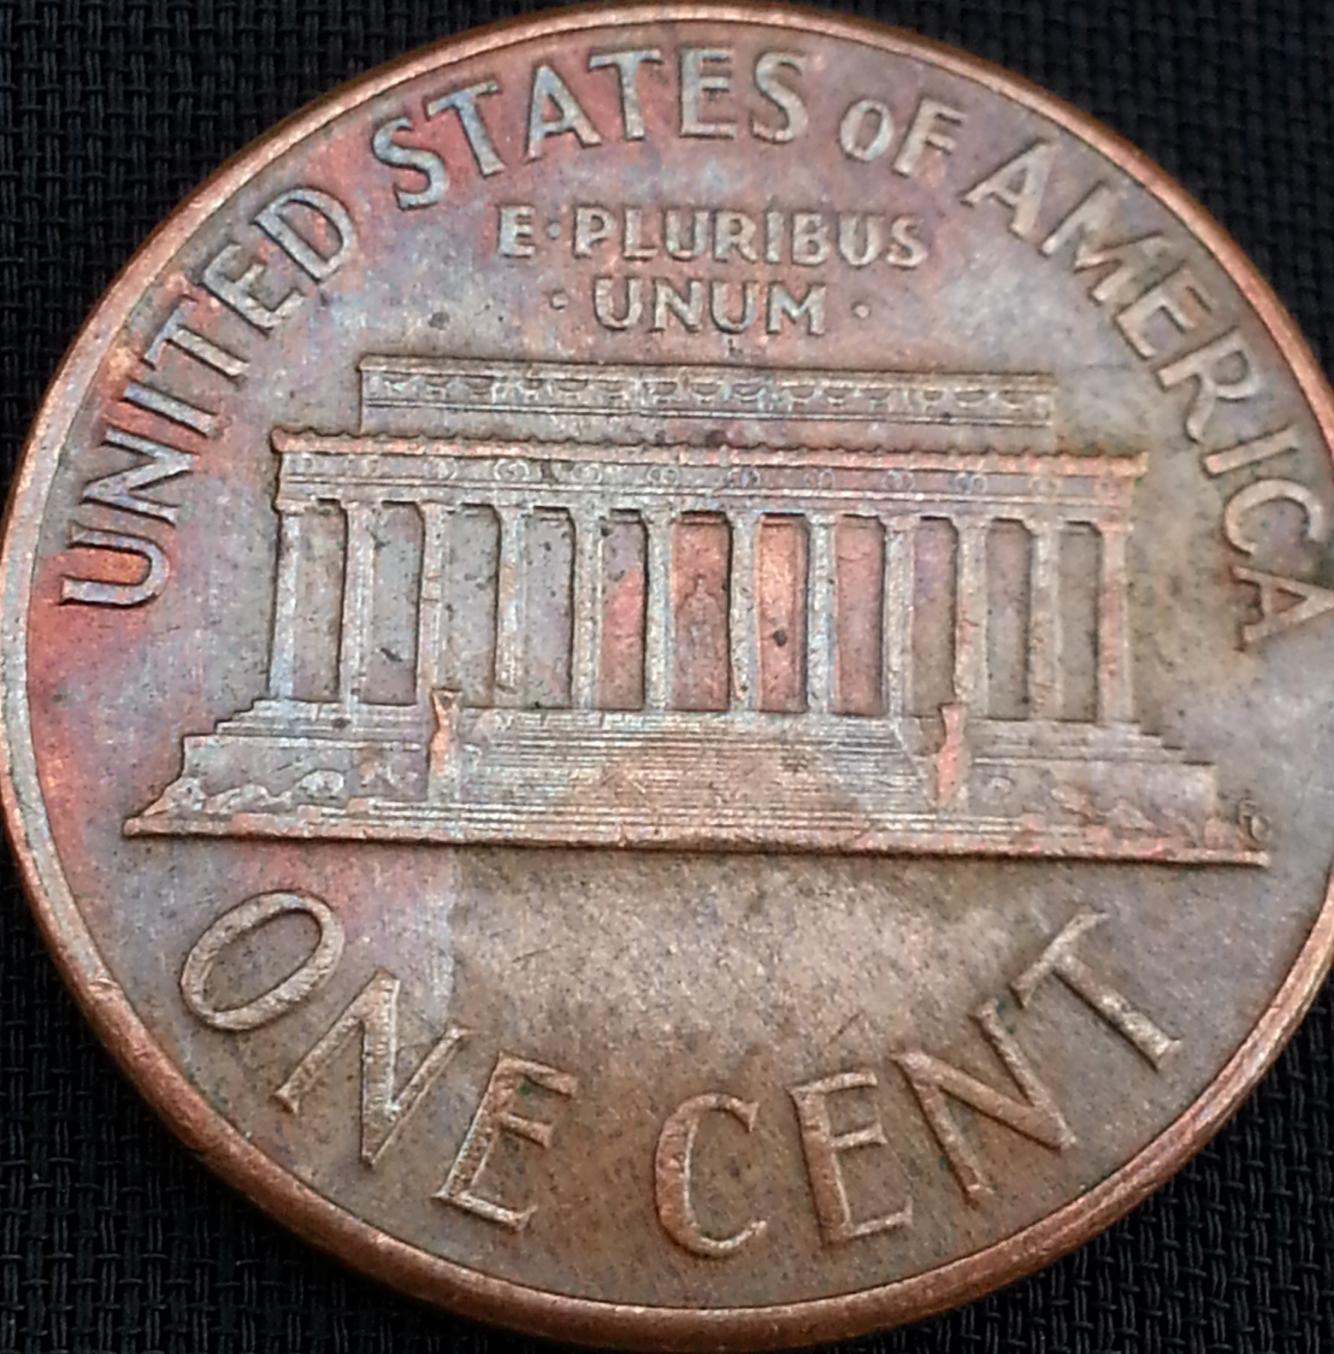 UNITED STATES OF AMERICA
E·PLURIBUS
·UNUM·
ONE CENT